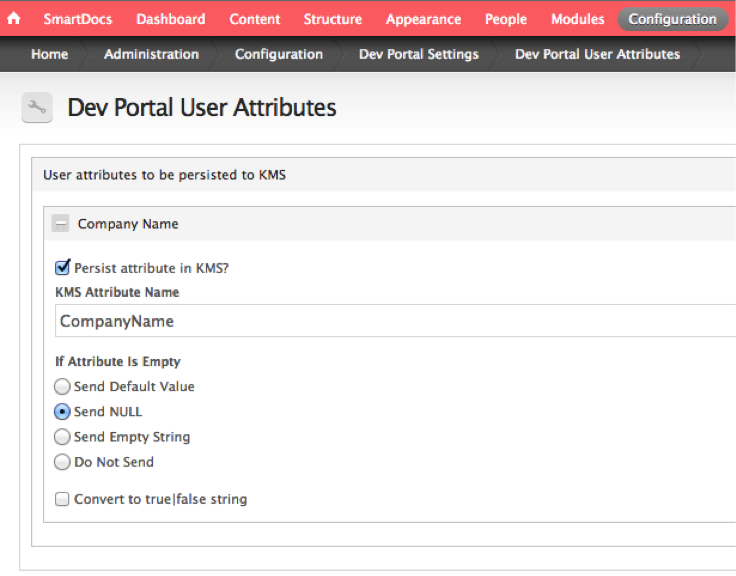 SmartDocs Dashboard Content Structure Appearance People Modules Configuration
Home Administration Configuration Dev Portal Settings Dev Portal User Attributes
Dev Portal User Attributes
User attributes to be persisted to KMS
Company Name
Persist attribute in KMS?
KMS Attribute Name
CompanyName
If Attribute Is Empty
Send Default Value
Send NULL
Send Empty String
Do Not Send
Convert to true|false string